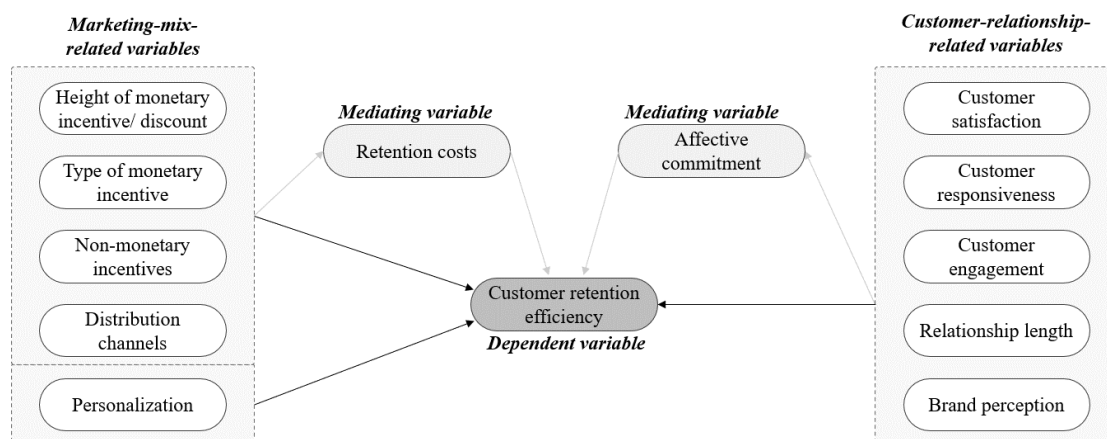 Marketing-mix-
related variables
Height of monetary
incentive/ discount
Type of monetary
incentive
Non-monetary
incentives
Distribution
channels
Personalization
Mediating variable
Retention costs
Mediating variable
Affective
commitment
Customer retention
efficiency
Dependent variable
Customer-relationship-
related variables
Customer
satisfaction
Customer
responsiveness
Customer
engagement
Relationship length
Brand perception